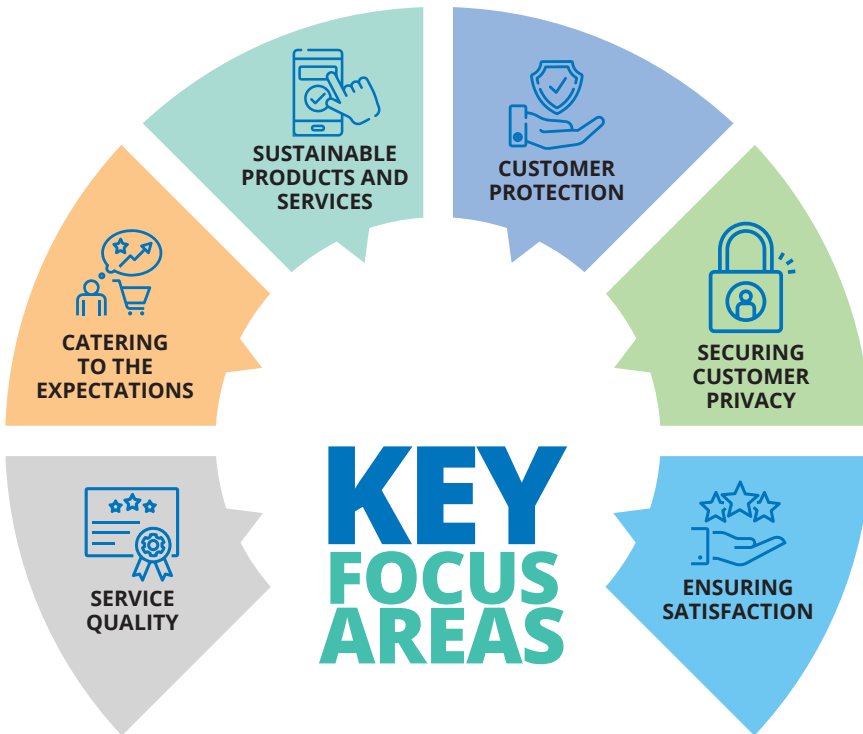 SUSTAINABLE
PRODUCTS AND
SERVICES
CUSTOMER
PROTECTION
CATERING
TO THE
EXPECTATIONS
SECURING
CUSTOMER
PRIVACY
SERVICE
QUALITY
KEY
FOCUS
AREAS
ENSURING
SATISFACTION